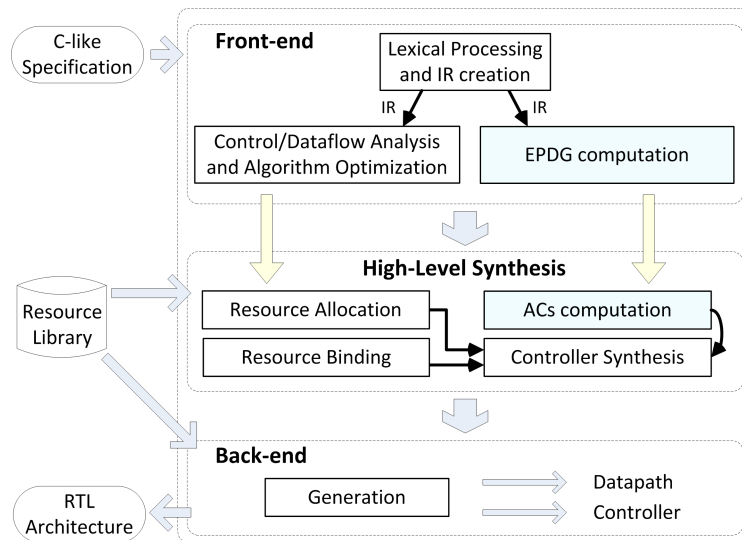 C-like
Specification
Front-end
Lexical Processing
and IR creation
IR
IR
Control/Dataflow Analysis
and Algorithm Optimization
EPDG computation
High-Level Synthesis
Resource
Library
Resource Allocation
ACs computation
Resource Binding
Controller Synthesis
Back-end
Generation
Datapath
Controller
RTL
Architecture